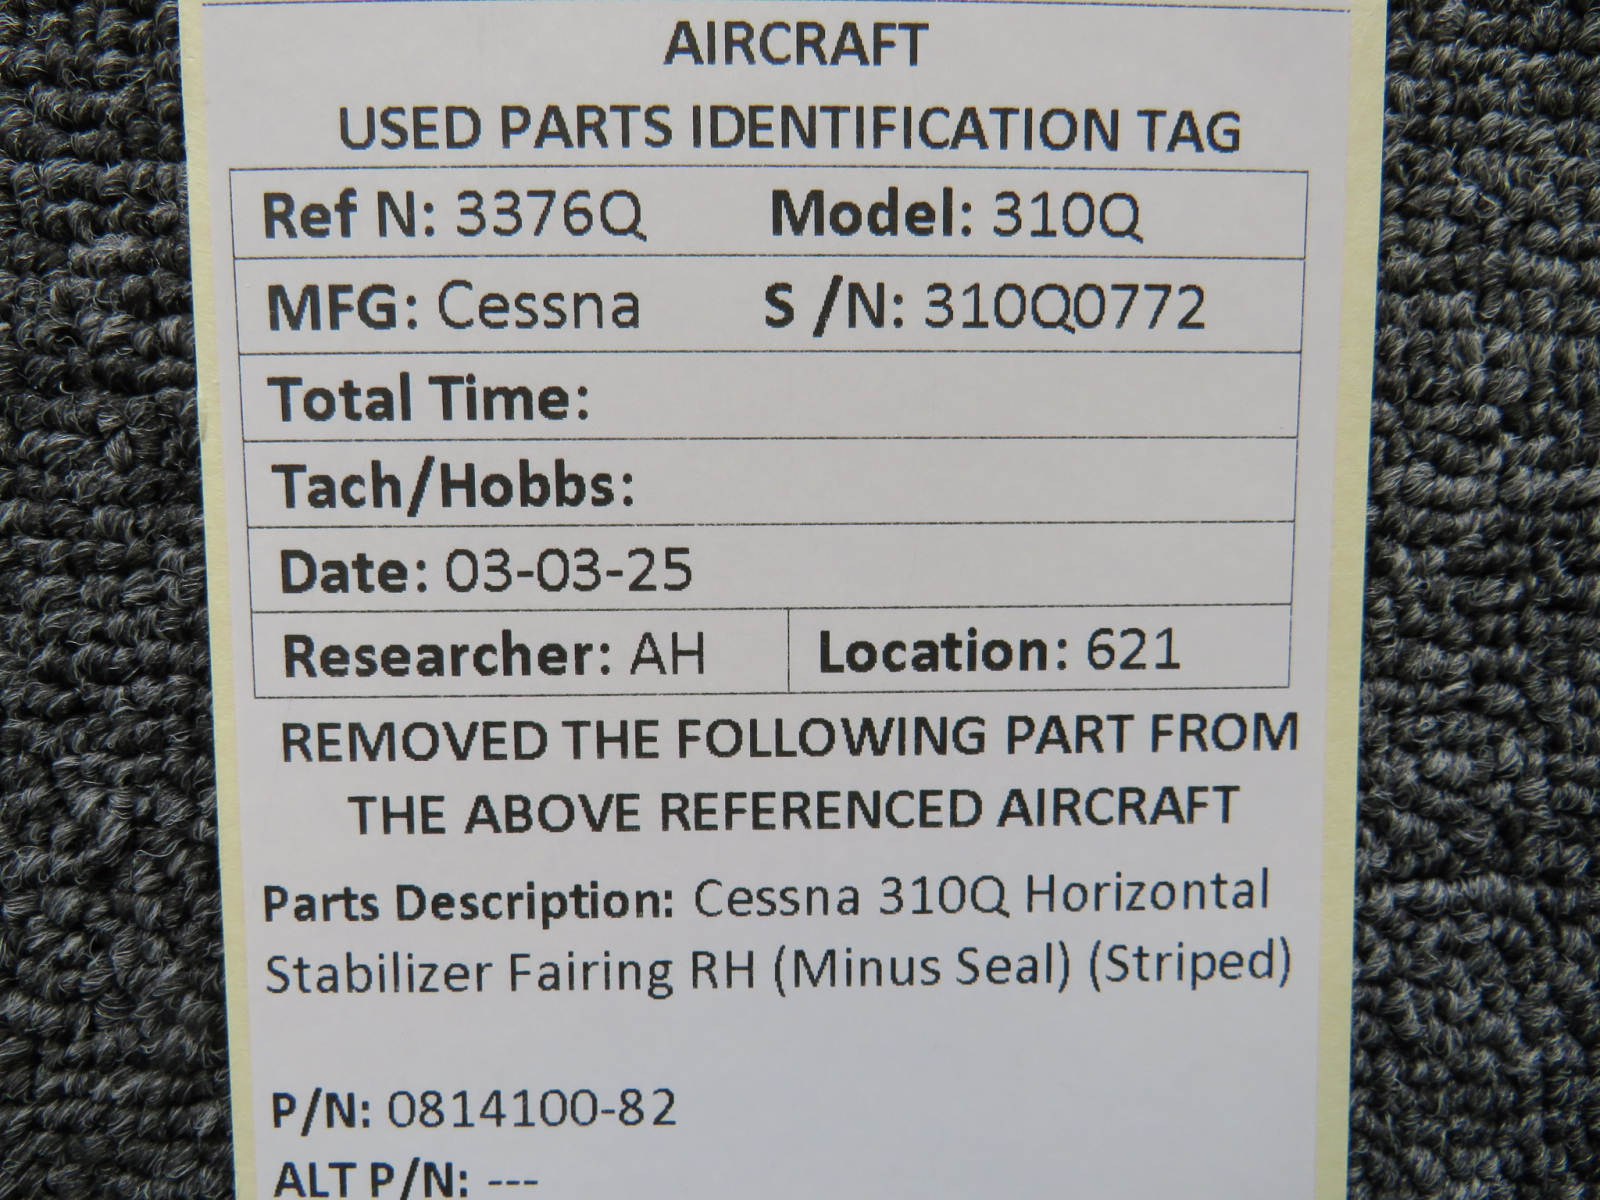 AIRCRAFT
USED PARTS IDENTIFICATION TAG
Ref N: 3376Q Model: 310Q
MFG: Cessna S /N: 310Q0772
Total Time:
Tach/Hobbs:
Date: 03-03-25
Researcher: AH Location: 621
REMOVED THE FOLLOWING PART FROM
THE ABOVE REFERENCED AIRCRAFT
Parts Description: Cessna 310Q Horizontal
Stabilizer Fairing RH (Minus Seal) (Striped)
P/N: 0814100-82
ALT P/N: ---